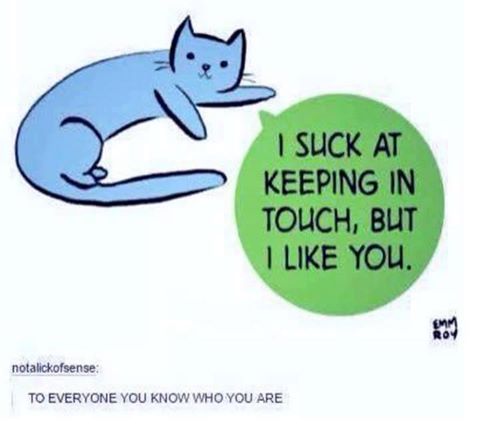 I SUCK AT
KEEPING IN
TOUCH, BUT
I LIKE YOU.
EMM
ROY
notalickofsense:
TO EVERYONE YOU KNOW WHO YOU ARE